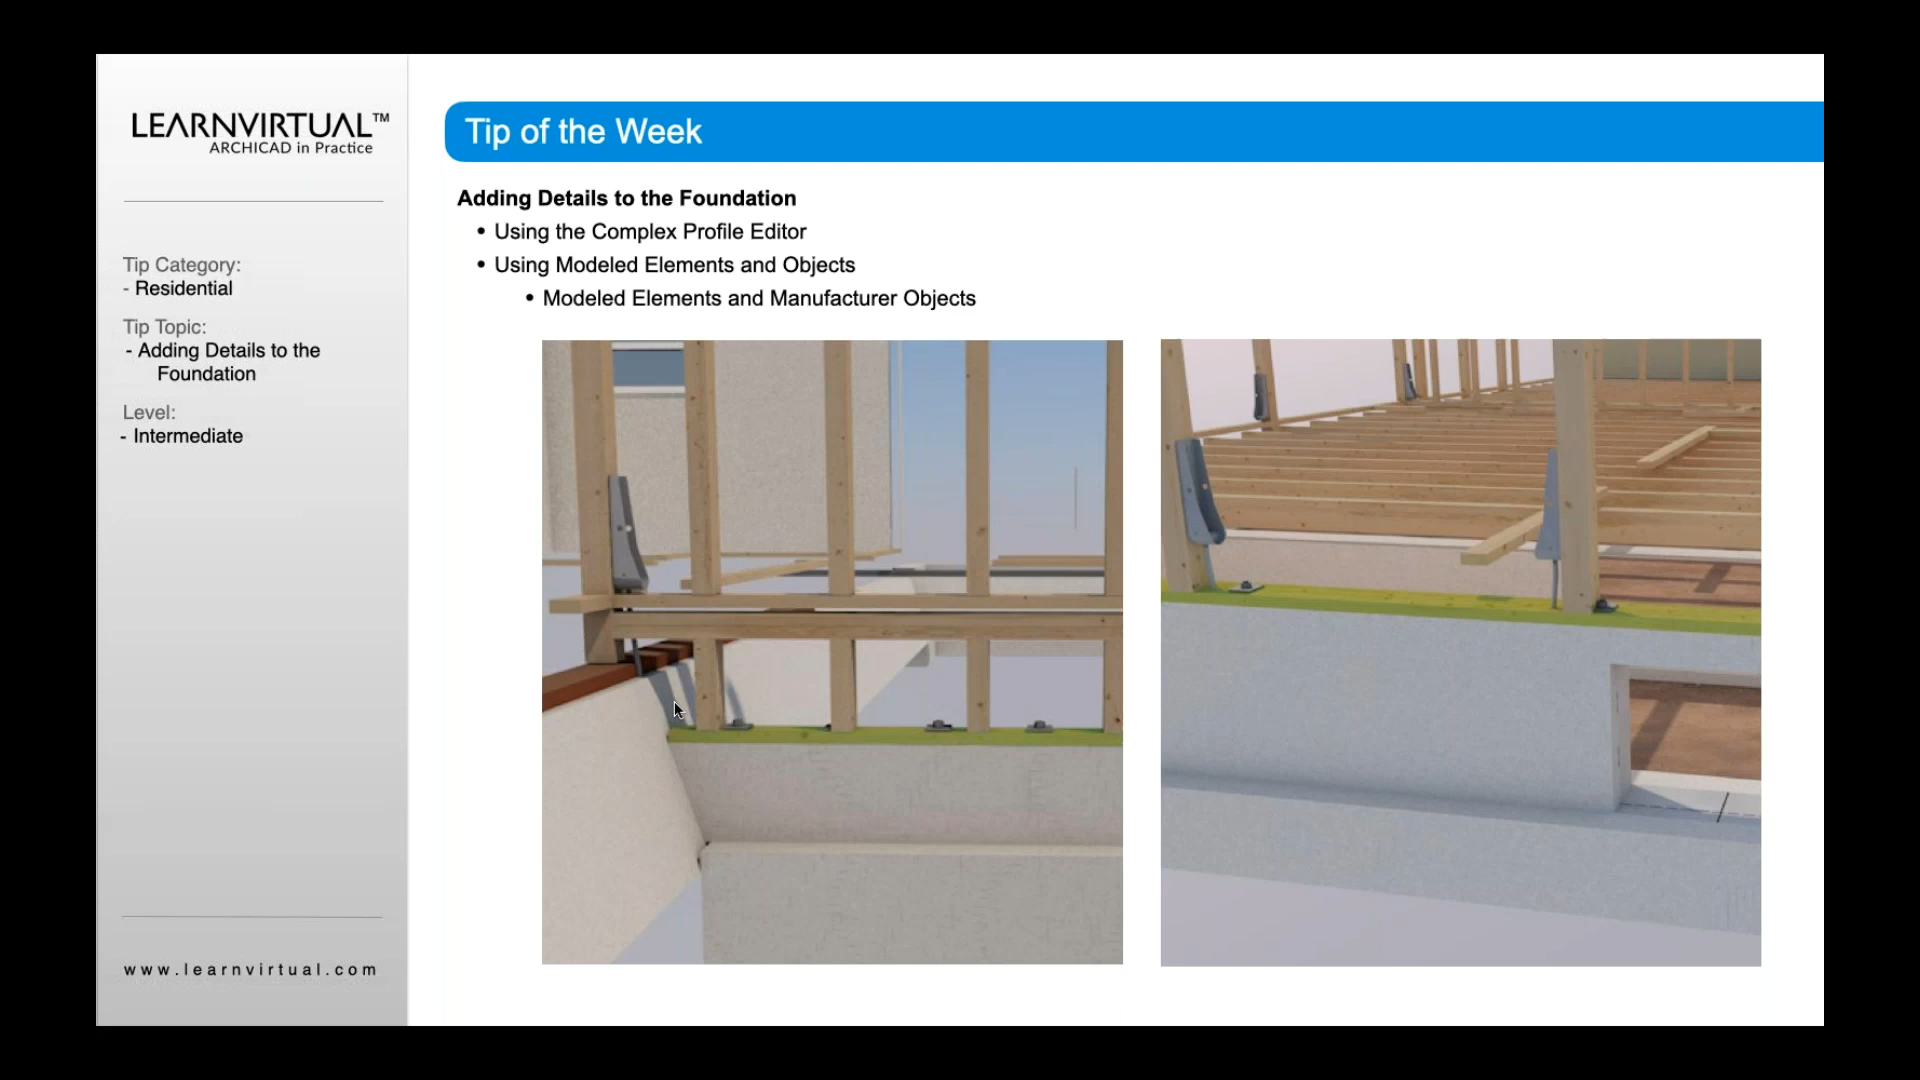 LEARNVIRTUAL™
ARCHICAD in Practice
Tip Category:
- Residential
Tip Topic:
- Adding Details to the
Foundation
Level:
- Intermediate
www.learnvirtual.com
Tip of the Week
Adding Details to the Foundation
• Using the Complex Profile Editor
• Using Modeled Elements and Objects
• Modeled Elements and Manufacturer Objects